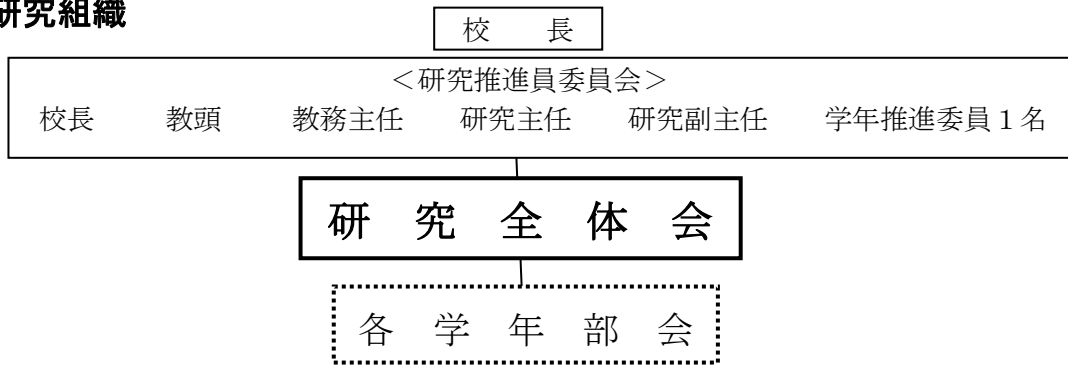 研究組織
校　　長
＜研究推進員委員会＞
校長　　教頭　　教務主任　　研究主任　　研究副主任　　学年推進委員１名
研　究　全　体　会
各　学　年　部　会